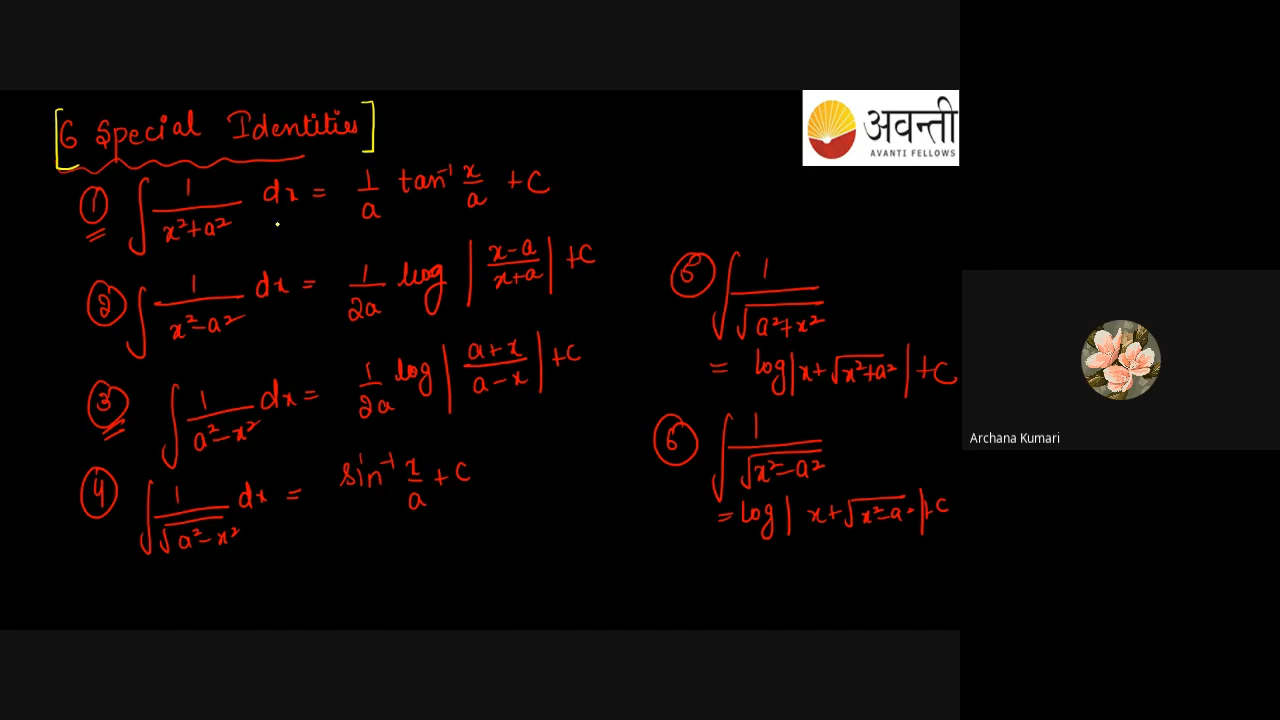 [6 Special Identities]
① ∫ 1/(x²+a²) dx = 1/a tan⁻¹ x/a + C
② ∫ 1/(x²-a²) dx = 1/2a log |(x-a)/(x+a)| + C
③ ∫ 1/(a²-x²) dx = 1/2a log |(a+x)/(a-x)| + C
④ ∫ 1/√(a²-x²) dx = sin⁻¹ x/a + C
⑤ ∫ 1/√(a²+x²)
= log|x+√(x²+a²)| + C
⑥ ∫ 1/√(x²-a²)
= log| x+√(x²-a²)|+C
अवन्ती
AVANTI FELLOWS
Archana Kumari